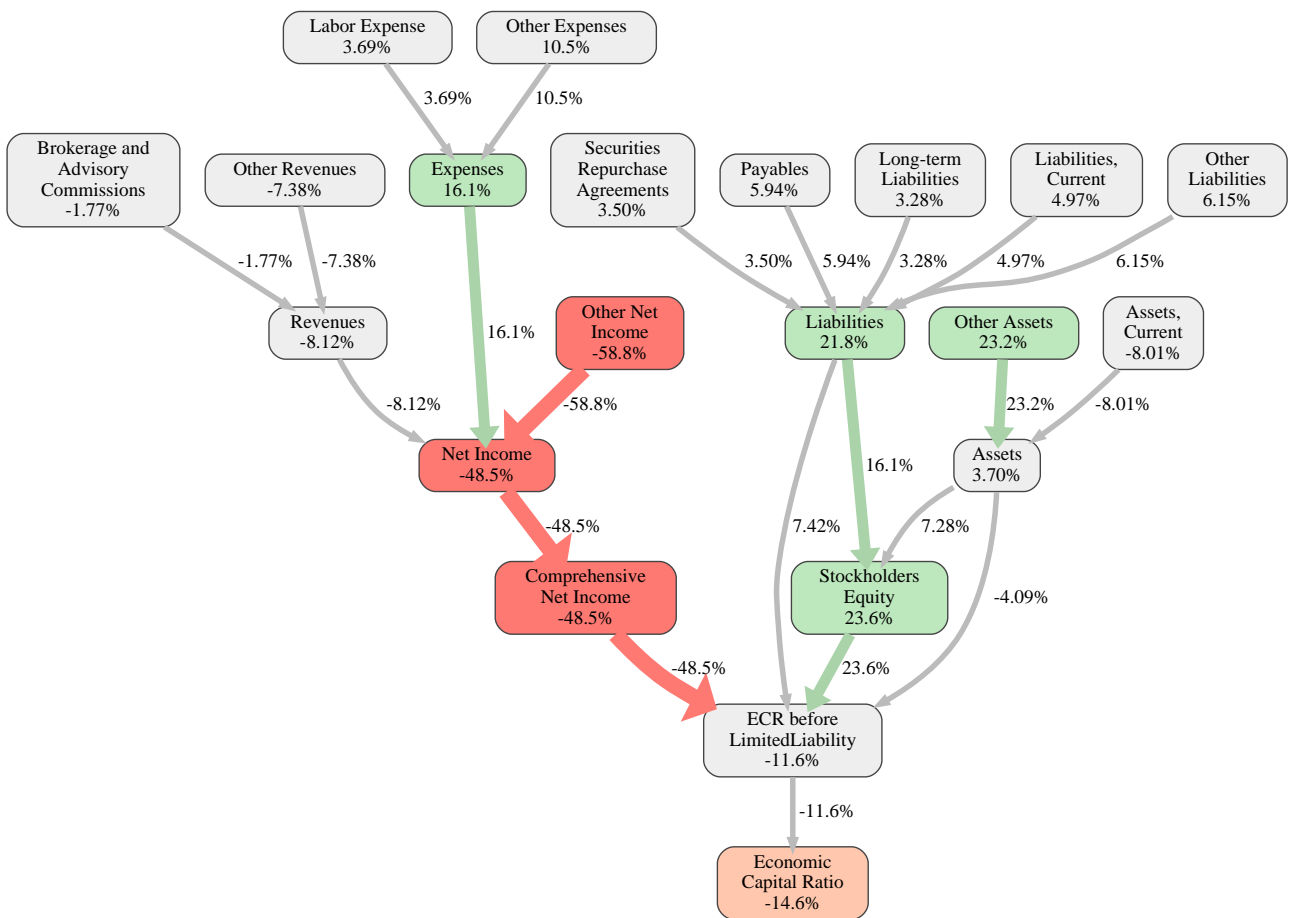 Labor Expense
3.69%
Other Expenses
10.5%
3.69%
10.5%
Brokerage and
Advisory
Commissions
-1.77%
Other Revenues
-7.38%
Expenses
16.1%
Securities
Repurchase
Agreements
3.50%
Payables
5.94%
Long-term
Liabilities
3.28%
Liabilities,
Current
4.97%
Other
Liabilities
6.15%
-1.77%
-7.38%
3.50%
5.94%
3.28%
4.97%
6.15%
Revenues
-8.12%
16.1%
Other Net
Income
-58.8%
Liabilities
21.8%
Other Assets
23.2%
Assets,
Current
-8.01%
-8.12%
-58.8%
23.2%
-8.01%
Net Income
-48.5%
16.1%
Assets
3.70%
-48.5%
7.42%
7.28%
Comprehensive
Net Income
-48.5%
Stockholders
Equity
23.6%
-4.09%
-48.5%
23.6%
ECR before
LimitedLiability
-11.6%
-11.6%
Economic
Capital Ratio
-14.6%